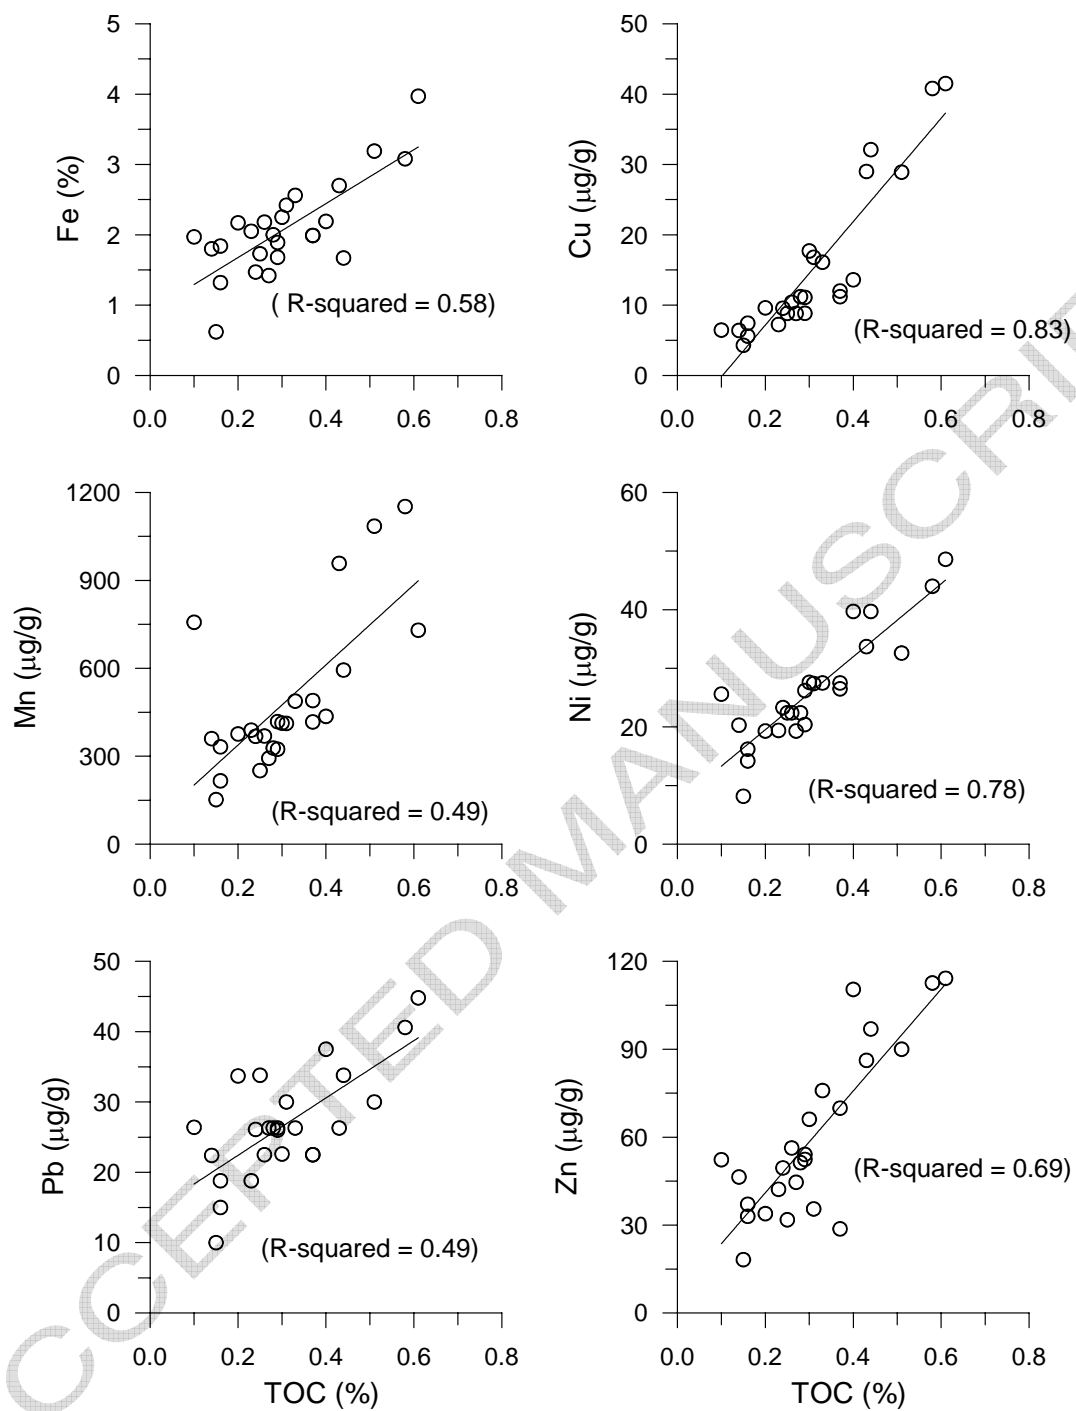 5
4
3
2
1
0
Fe (%)
( R-squared = 0.58)
0.0 0.2 0.4 0.6 0.8
50
40
30
20
10
0
Cu (µg/g)
(R-squared = 0.83)
0.0 0.2 0.4 0.6 0.8
1200
900
600
300
0
Mn (µg/g)
(R-squared = 0.49)
0.0 0.2 0.4 0.6 0.8
60
40
20
0
Ni (µg/g)
(R-squared = 0.78)
0.0 0.2 0.4 0.6 0.8
50
40
30
20
10
0
Pb (µg/g)
(R-squared = 0.49)
0.0 0.2 0.4 0.6 0.8
TOC (%)
120
90
60
30
0
Zn (µg/g)
(R-squared = 0.69)
0.0 0.2 0.4 0.6 0.8
TOC (%)
CCEPTED MANUSCRI